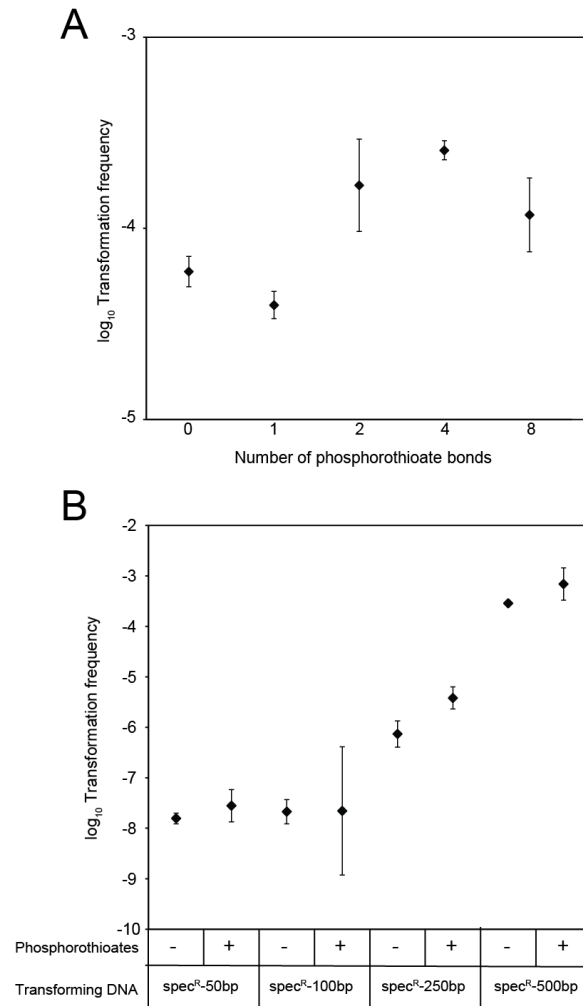 A
-3
-4
-5
log₁₀ Transformation frequency
0 1 2 4 8
Number of phosphorothioate bonds
B
-2
-3
-4
-5
-6
-7
-8
-9
-10
log₁₀ Transformation frequency
Phosphorothioates - + - + - + - +
Transforming DNA specᴿ-50bp specᴿ-100bp specᴿ-250bp specᴿ-500bp